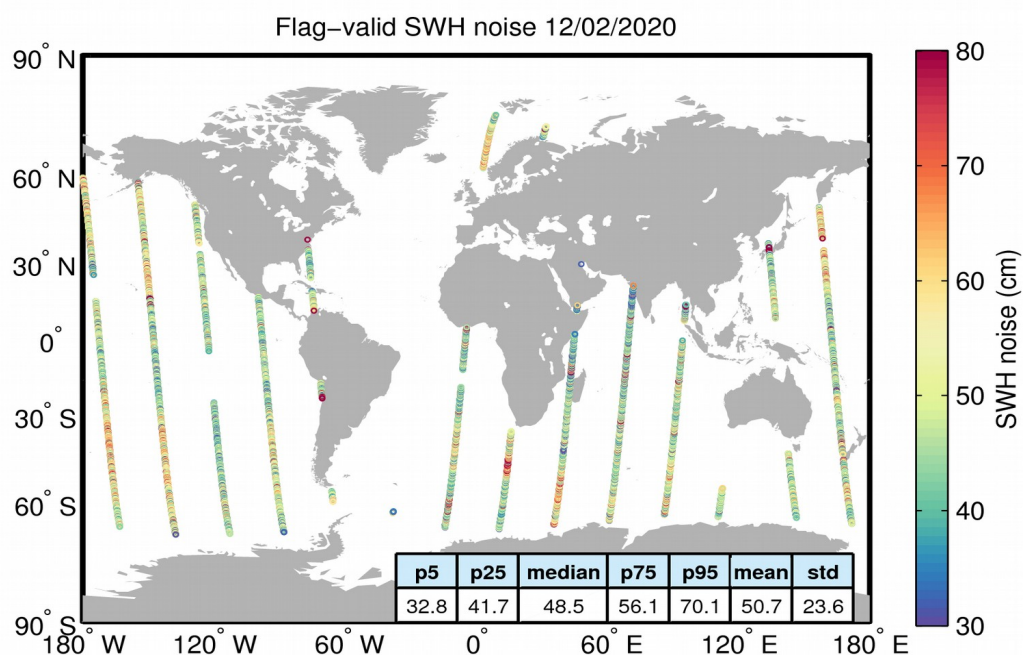 Flag−valid SWH noise 12/02/2020
90° N
60° N
30° N
0°
30° S
60° S
90° S
180° W
120° W
60° W
0°
60° E
120° E
180° E
80
70
60
50
40
30
SWH noise (cm)
p5 p25 median p75 p95 mean std
32.8 41.7 48.5 56.1 70.1 50.7 23.6